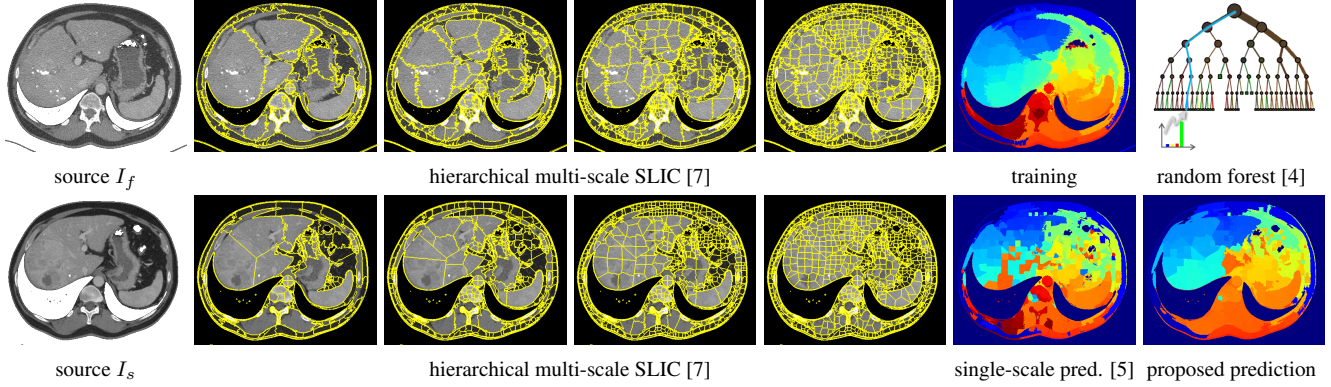 source I_f
hierarchical multi-scale SLIC [7]
training
random forest [4]
source I_s
hierarchical multi-scale SLIC [7]
single-scale pred. [5]
proposed prediction